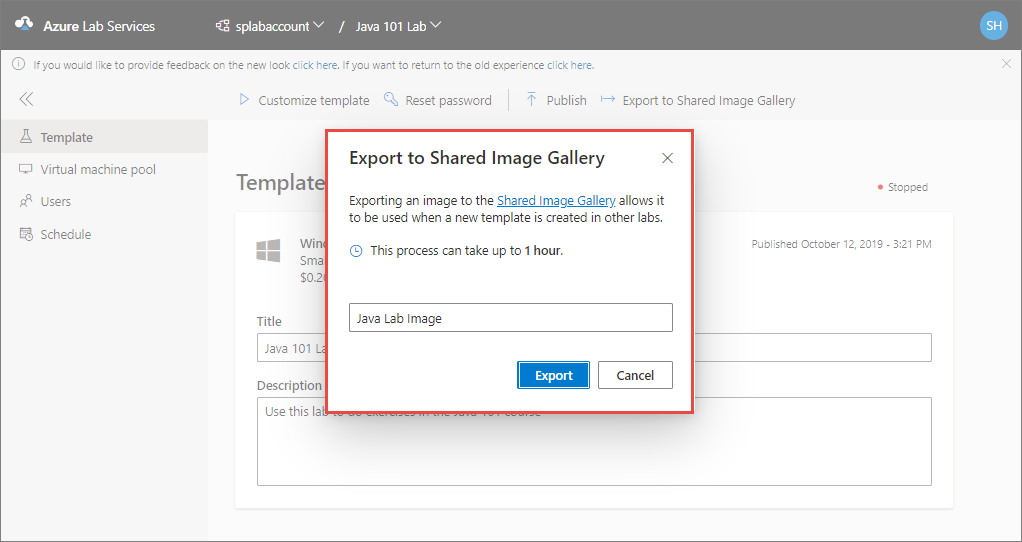 Azure Lab Services
splabaccount / Java 101 Lab
SH
If you would like to provide feedback on the new look click here. If you want to return to the old experience click here.
Customize template
Reset password
Publish
Export to Shared Image Gallery
Template
Virtual machine pool
Users
Schedule
Template
Stopped
Published October 12, 2019 - 3:21 PM
$0.20
Title
Java 101 La
Description
Use this lab to do exercises in the Java 101 course
Export to Shared Image Gallery
Exporting an image to the Shared Image Gallery allows it
to be used when a new template is created in other labs.
This process can take up to 1 hour.
Java Lab Image
Export
Cancel